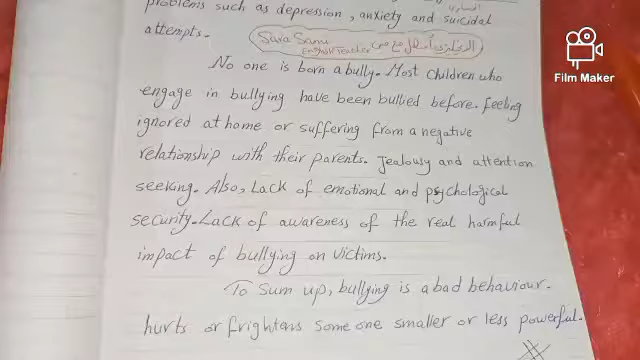 problems such as depression, anxiety and suicidal
attempts.
Sara Sami
English teacher
No one is born a bully. Most children who
engage in bullying have been bullied before. Feeling
ignored at home or suffering from a negative
relationship with their parents. Jealousy and attention
seeking. Also, Lack of emotional and psychological
security. Lack of awareness of the real harmful
impact of bullying on victims.
To sum up, bullying is a bad behaviour.
hurts or frightens some one smaller or less powerful.
Film Maker